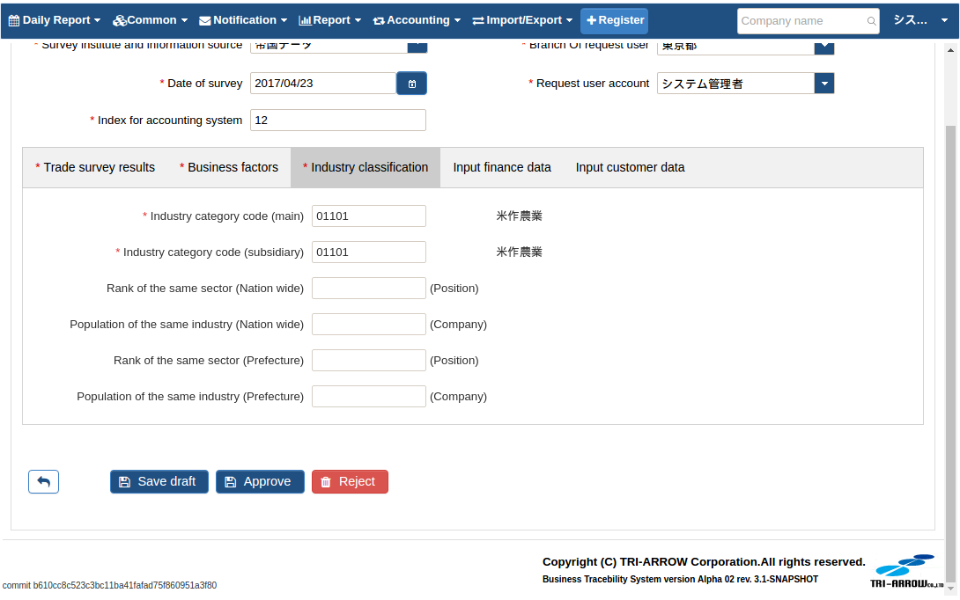 Daily Report Common Notification Report Accounting Import/Export Register Company name シス...
* Survey institute and information source 帝国データ * Branch Of request user 東京都
* Date of survey 2017/04/23 * Request user account システム管理者
* Index for accounting system 12
* Trade survey results * Business factors * Industry classification Input finance data Input customer data
* Industry category code (main) 01101 米作農業
* Industry category code (subsidiary) 01101 米作農業
Rank of the same sector (Nation wide) (Position)
Population of the same industry (Nation wide) (Company)
Rank of the same sector (Prefecture) (Position)
Population of the same industry (Prefecture) (Company)
Save draft Approve Reject
Copyright (C) TRI-ARROW Corporation.All rights reserved.
Business Tracebility System version Alpha 02 rev. 3.1-SNAPSHOT
TRI-ARROW Co.,LTD
commit b610cc8c523c3bc11ba41fafad75f860951a3f80